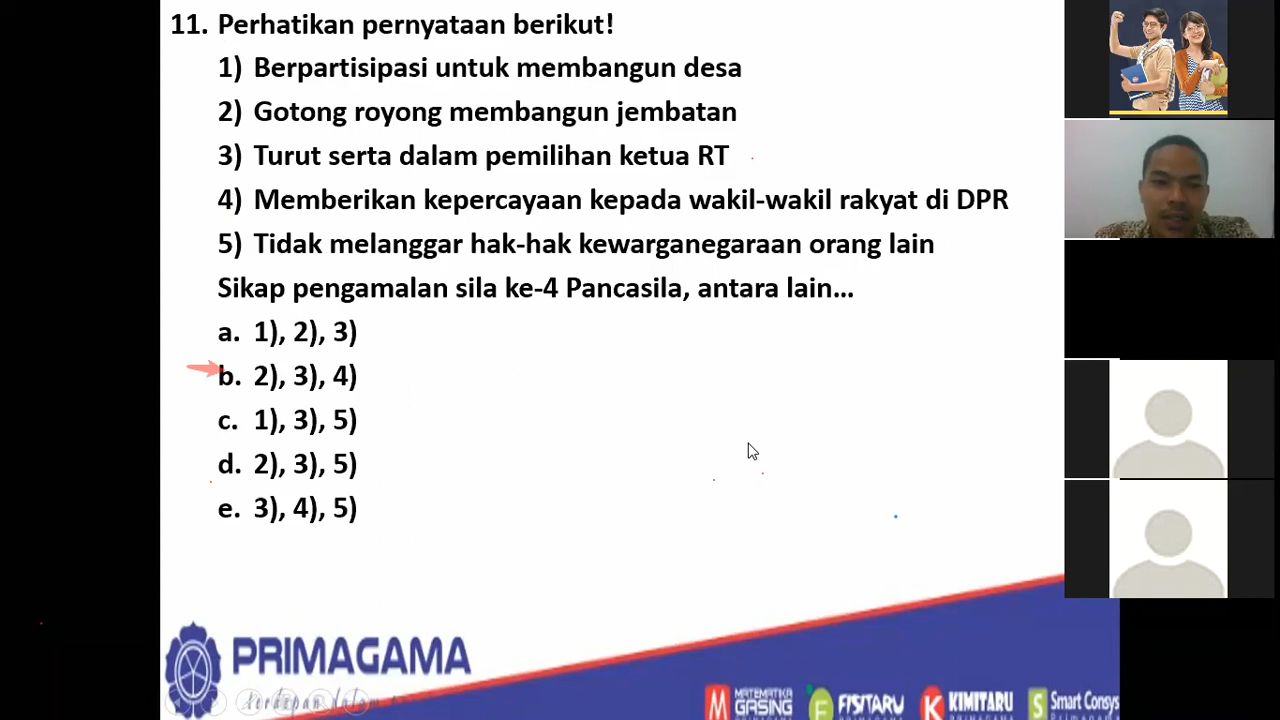 11. Perhatikan pernyataan berikut!
1) Berpartisipasi untuk membangun desa
2) Gotong royong membangun jembatan
3) Turut serta dalam pemilihan ketua RT
4) Memberikan kepercayaan kepada wakil-wakil rakyat di DPR
5) Tidak melanggar hak-hak kewarganegaraan orang lain
Sikap pengamalan sila ke-4 Pancasila, antara lain...
a. 1), 2), 3)
b. 2), 3), 4)
c. 1), 3), 5)
d. 2), 3), 5)
e. 3), 4), 5)
PRIMAGAMA
Terdepan dalam
MATEMATIKA GASING
FISITARU
KIMITARU
Smart Consys